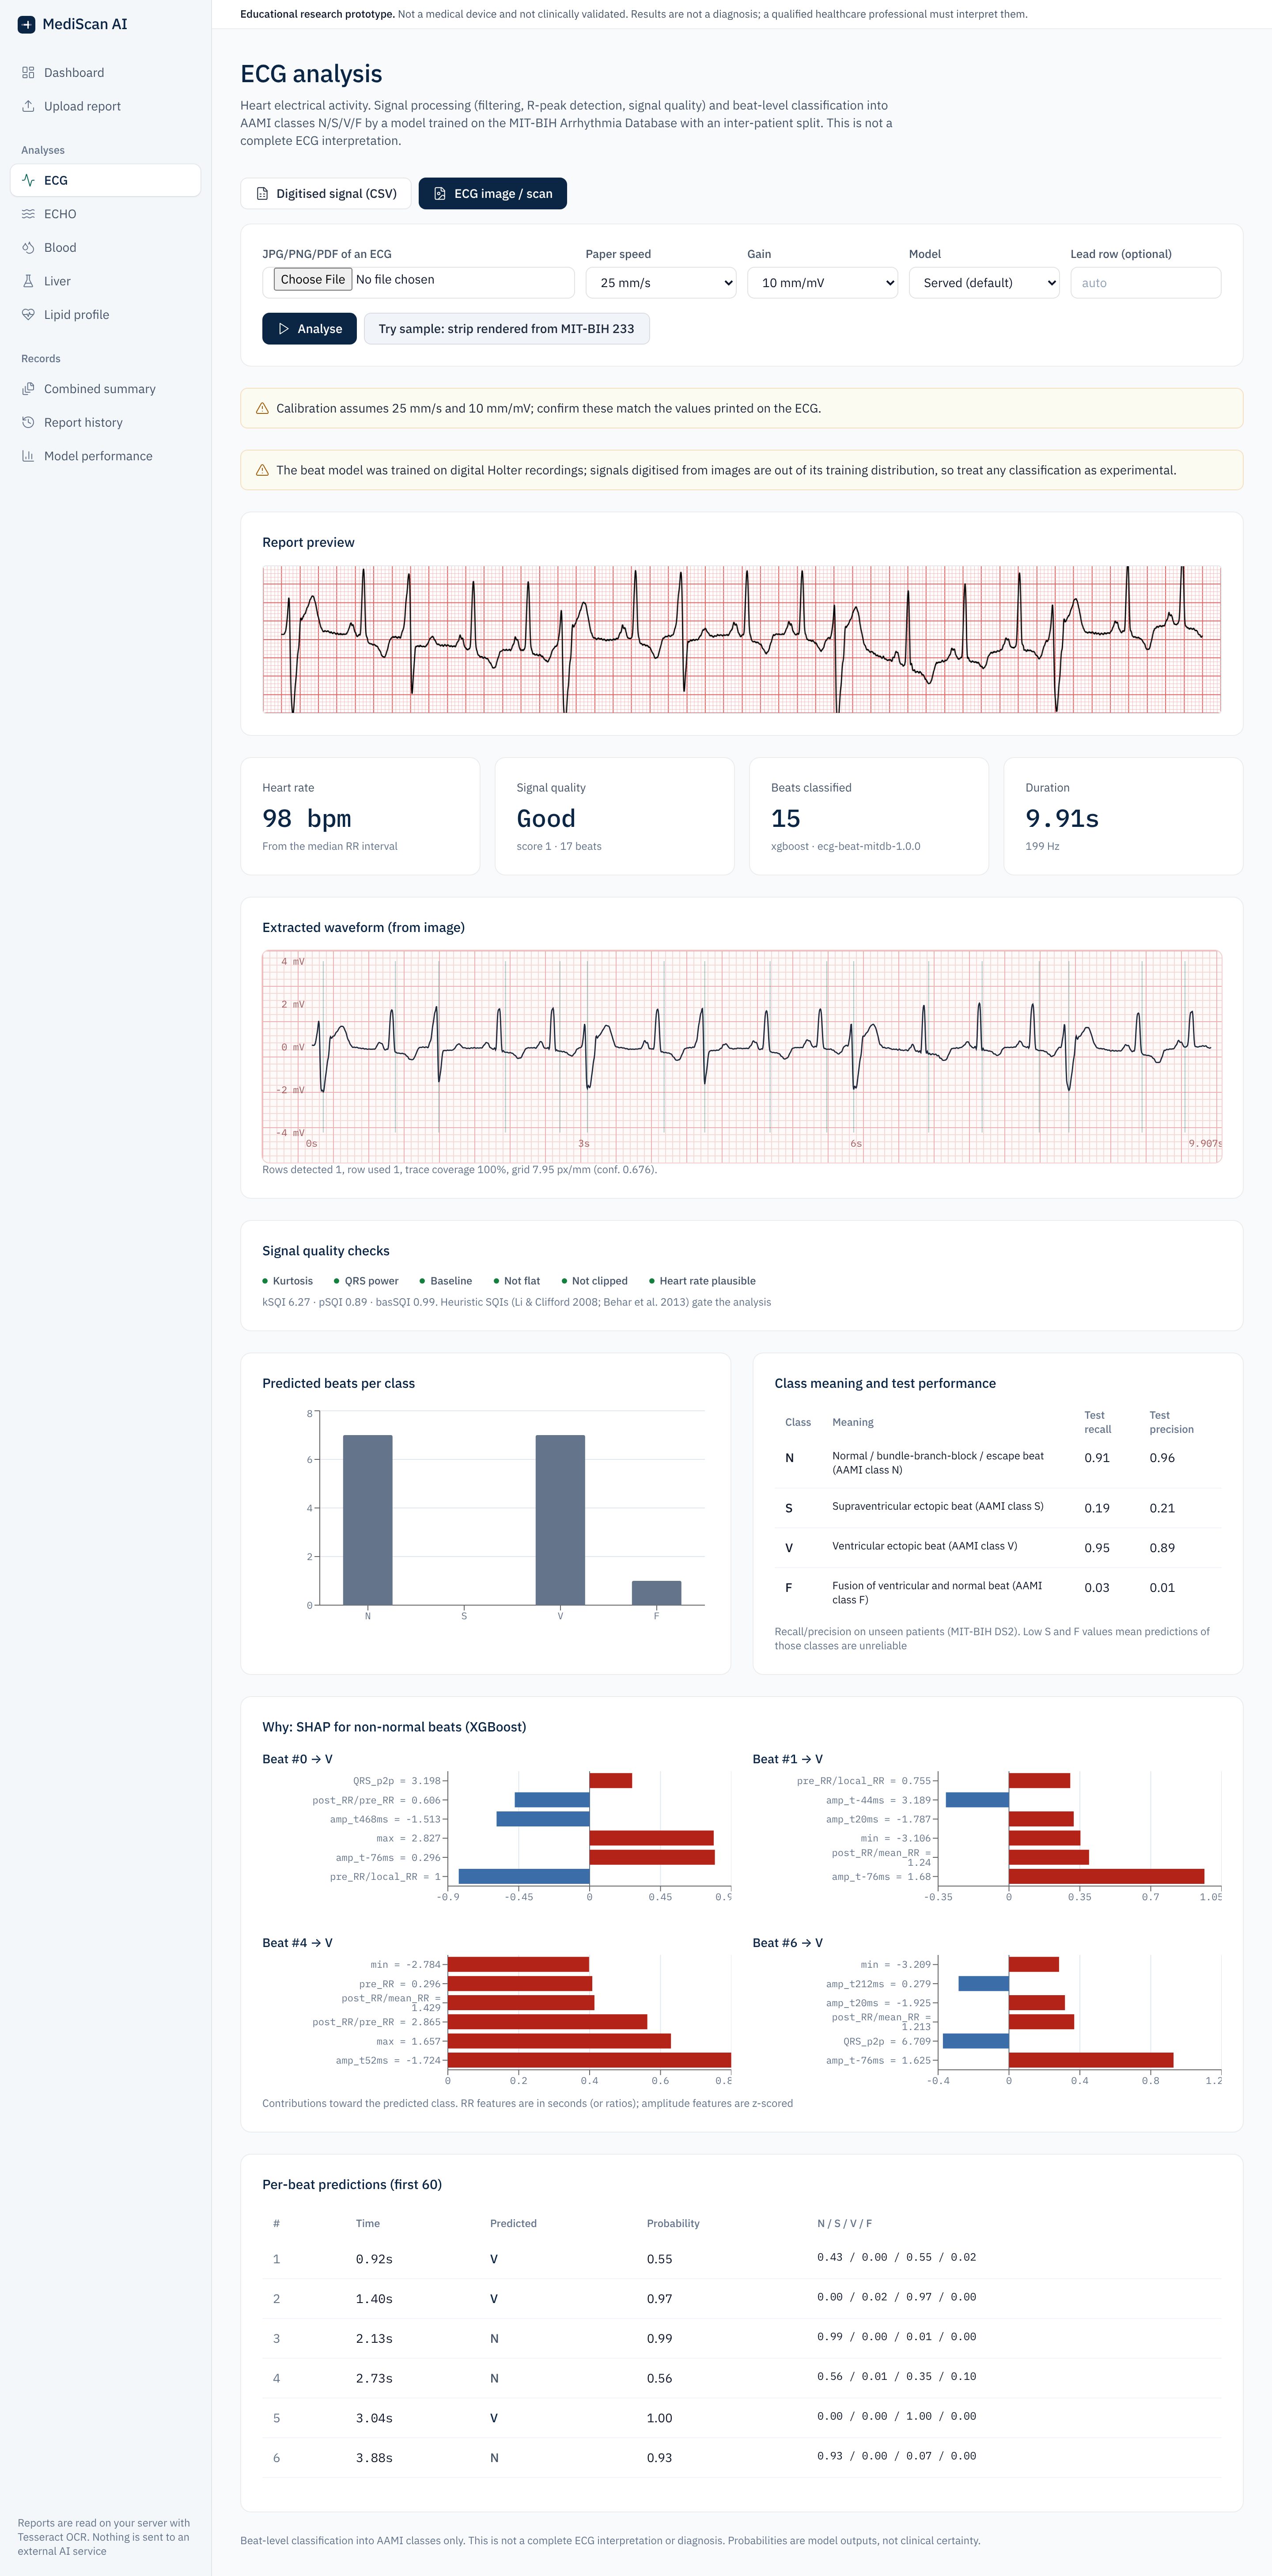 MediScan AI
Dashboard
Upload report
Analyses
ECG
ECHO
Blood
Liver
Lipid profile
Records
Combined summary
Report history
Model performance
Reports are read on your server with
Tesseract OCR. Nothing is sent to an
external AI service
Educational research prototype. Not a medical device and not clinically validated. Results are not a diagnosis; a qualified healthcare professional must interpret them.
ECG analysis
Heart electrical activity. Signal processing (filtering, R-peak detection, signal quality) and beat-level classification into
AAMI classes N/S/V/F by a model trained on the MIT-BIH Arrhythmia Database with an inter-patient split. This is not a
complete ECG interpretation.
Digitised signal (CSV)
ECG image / scan
JPG/PNG/PDF of an ECG
Paper speed
Gain
Model
Lead row (optional)
Choose File No file chosen
25 mm/s
10 mm/mV
Served (default)
auto
Analyse
Try sample: strip rendered from MIT-BIH 233
Calibration assumes 25 mm/s and 10 mm/mV; confirm these match the values printed on the ECG.
The beat model was trained on digital Holter recordings; signals digitised from images are out of its training distribution, so treat any classification as experimental.
Report preview
Heart rate
98 bpm
From the median RR interval
Signal quality
Good
score 1 · 17 beats
Beats classified
15
xgboost · ecg-beat-mitdb-1.0.0
Duration
9.91s
199 Hz
Extracted waveform (from image)
4 mV
2 mV
0 mV
-2 mV
-4 mV
0s
3s
6s
9.907s
Rows detected 1, row used 1, trace coverage 100%, grid 7.95 px/mm (conf. 0.676).
Signal quality checks
Kurtosis
QRS power
Baseline
Not flat
Not clipped
Heart rate plausible
kSQI 6.27 · pSQI 0.89 · basSQI 0.99. Heuristic SQIs (Li & Clifford 2008; Behar et al. 2013) gate the analysis
Predicted beats per class
8
6
4
2
0
N
S
V
F
Class meaning and test performance
Class
Meaning
Test recall
Test precision
N
Normal / bundle-branch-block / escape beat
(AAMI class N)
0.91
0.96
S
Supraventricular ectopic beat (AAMI class S)
0.19
0.21
V
Ventricular ectopic beat (AAMI class V)
0.95
0.89
F
Fusion of ventricular and normal beat (AAMI
class F)
0.03
0.01
Recall/precision on unseen patients (MIT-BIH DS2). Low S and F values mean predictions of
those classes are unreliable
Why: SHAP for non-normal beats (XGBoost)
Beat #0 → V
QRS_p2p = 3.198
post_RR/pre_RR = 0.606
amp_t468ms = -1.513
max = 2.827
amp_t-76ms = 0.296
pre_RR/local_RR = 1
-0.9
-0.45
0
0.45
0.9
Beat #1 → V
pre_RR/local_RR = 0.755
amp_t-44ms = 3.189
amp_t20ms = -1.787
min = -3.106
post_RR/mean_RR =
1.24
amp_t-76ms = 1.68
-0.35
0
0.35
0.7
1.05
Beat #4 → V
min = -2.784
pre_RR = 0.296
post_RR/mean_RR =
1.429
post_RR/pre_RR = 2.865
max = 1.657
amp_t52ms = -1.724
0
0.2
0.4
0.6
0.8
Beat #6 → V
min = -3.209
amp_t212ms = 0.279
amp_t20ms = -1.925
post_RR/mean_RR =
1.213
QRS_p2p = 6.709
amp_t-76ms = 1.625
-0.4
0
0.4
0.8
1.2
Contributions toward the predicted class. RR features are in seconds (or ratios); amplitude features are z-scored
Per-beat predictions (first 60)
#
Time
Predicted
Probability
N / S / V / F
1
0.92s
V
0.55
0.43 / 0.00 / 0.55 / 0.02
2
1.40s
V
0.97
0.00 / 0.02 / 0.97 / 0.00
3
2.13s
N
0.99
0.99 / 0.00 / 0.01 / 0.00
4
2.73s
N
0.56
0.56 / 0.01 / 0.35 / 0.10
5
3.04s
V
1.00
0.00 / 0.00 / 1.00 / 0.00
6
3.88s
N
0.93
0.93 / 0.00 / 0.07 / 0.00
Beat-level classification into AAMI classes only. This is not a complete ECG interpretation or diagnosis. Probabilities are model outputs, not clinical certainty.